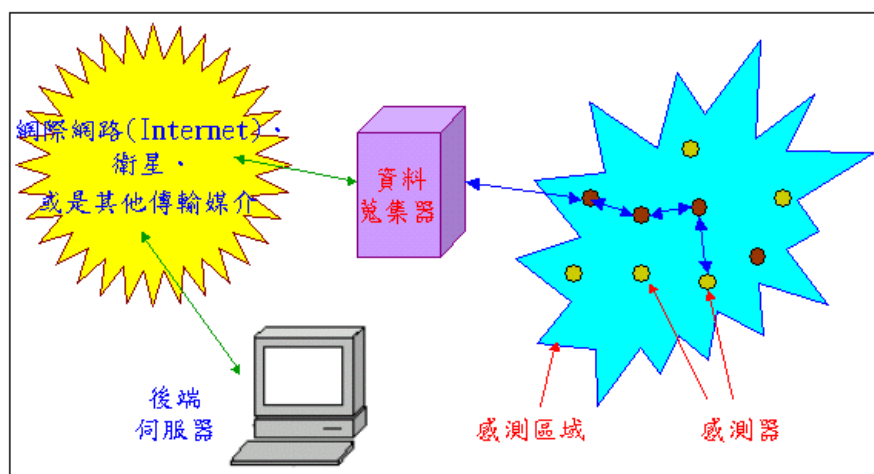 網際網路(Internet)、
衛星、
或是其他傳輸媒介
資料
蒐集器
後端
伺服器
感測區域
感測器